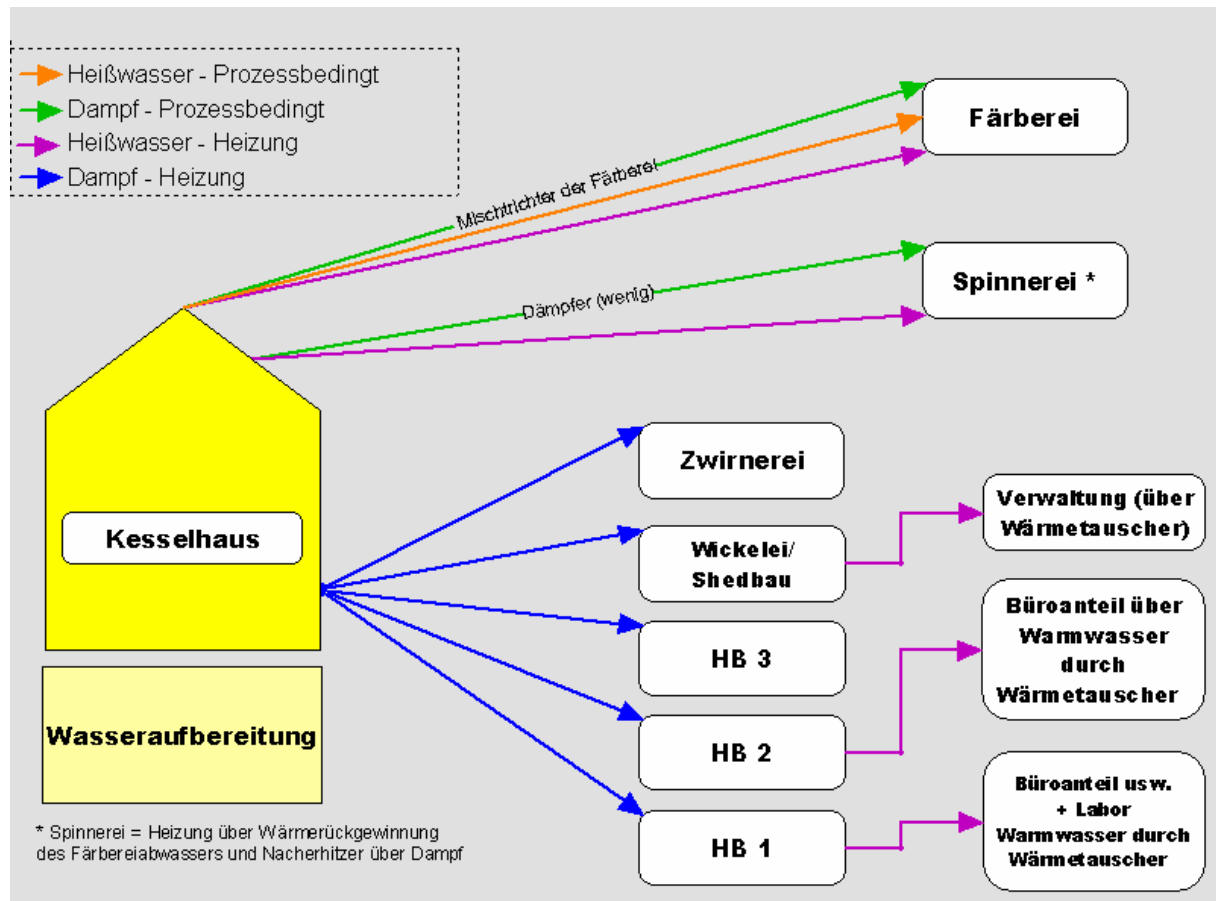 Heißwasser - Prozessbedingt
Dampf - Prozessbedingt
Heißwasser - Heizung
Dampf - Heizung
Mischtrichter der Färberei
Färberei
Dämpfer (wenig)
Spinnerei *
Kesselhaus
Zwirnerei
Wickelei/
Shedbau
Verwaltung (über
Wärmetauscher)
HB 3
Büroanteil über
Warmwasser
durch
Wärmetauscher
Wasseraufbereitung
HB 2
HB 1
Büroanteil usw.
+ Labor
Warmwasser durch
Wärmetauscher
* Spinnerei = Heizung über Wärmerückgewinnung
des Färbereiabwassers und Nacherhitzer über Dampf